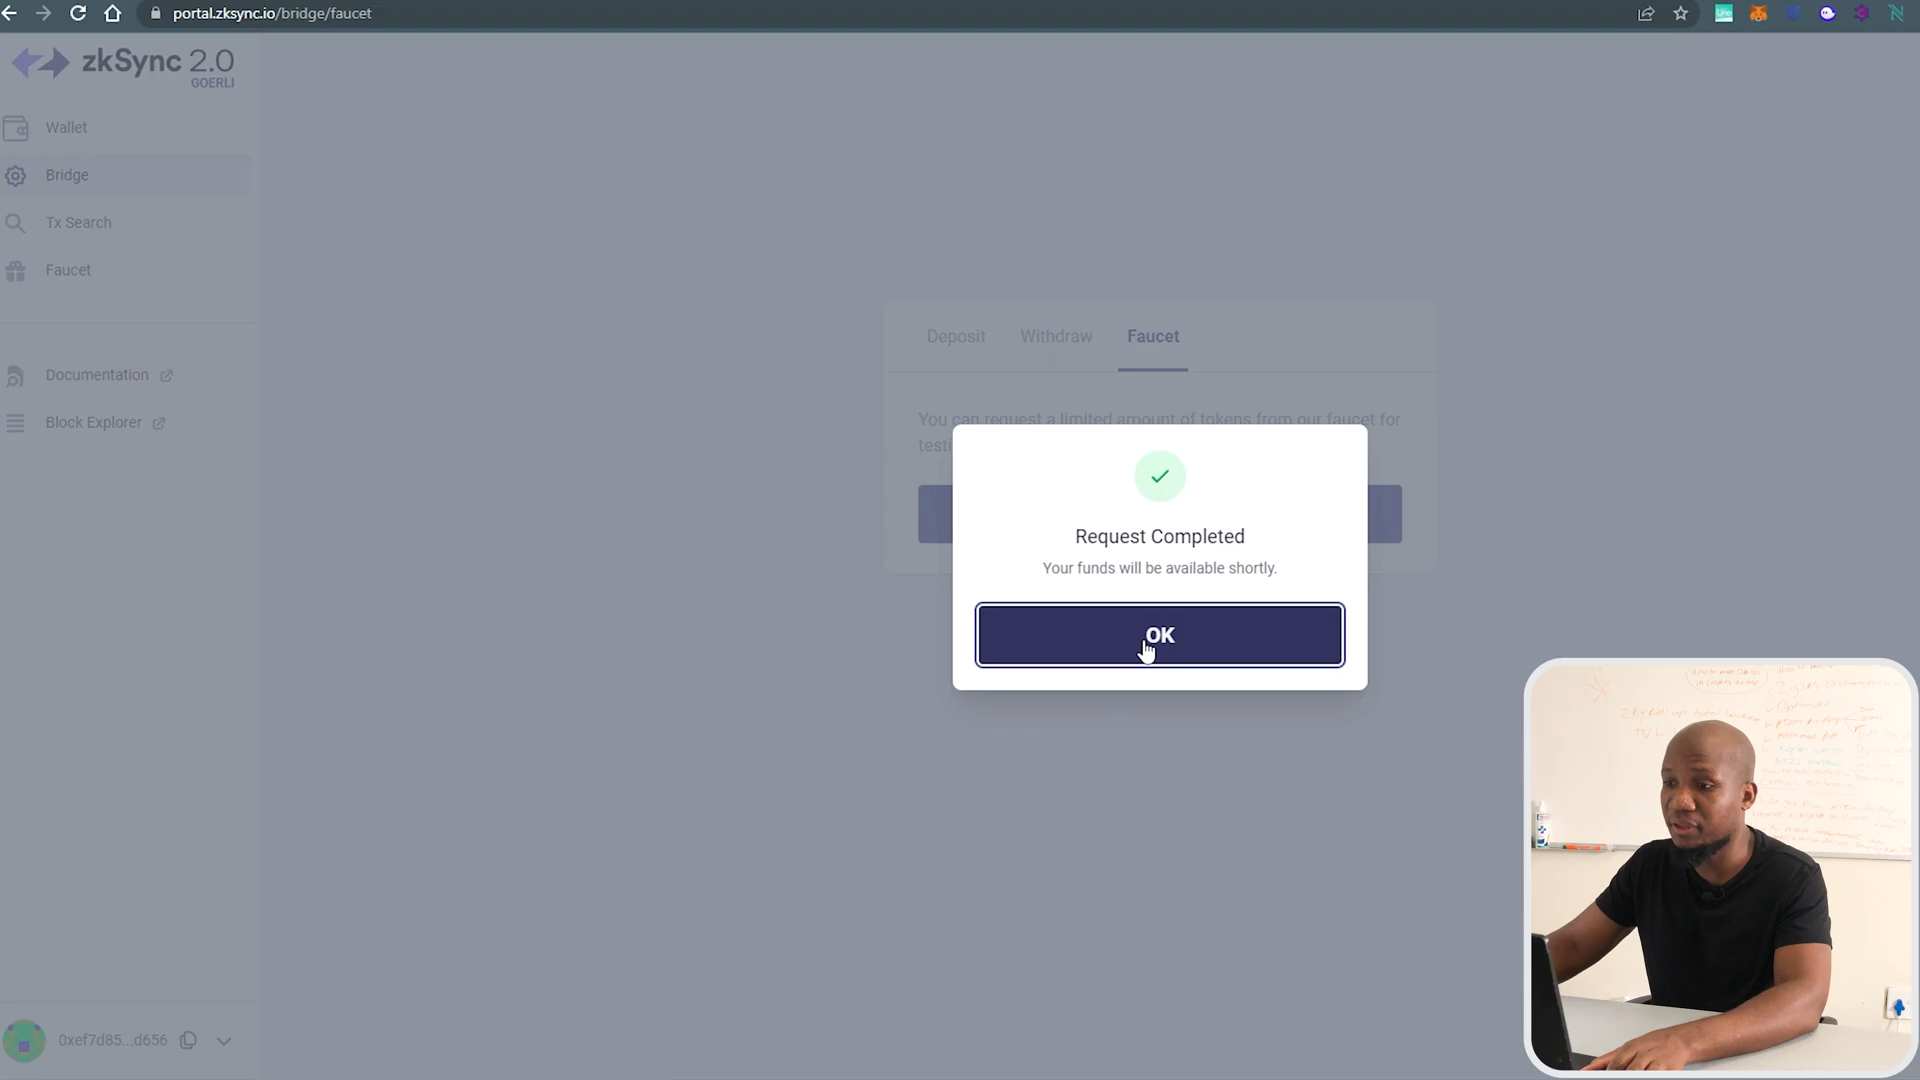 portal.zksync.io/bridge/faucet
zkSync 2.0
GOERLI
Wallet
Bridge
Tx Search
Faucet
Documentation
Block Explorer
Deposit Withdraw Faucet
You can request a limited amount of tokens from our faucet for
testi
Request Completed
Your funds will be available shortly.
OK
0xef7d85...d656